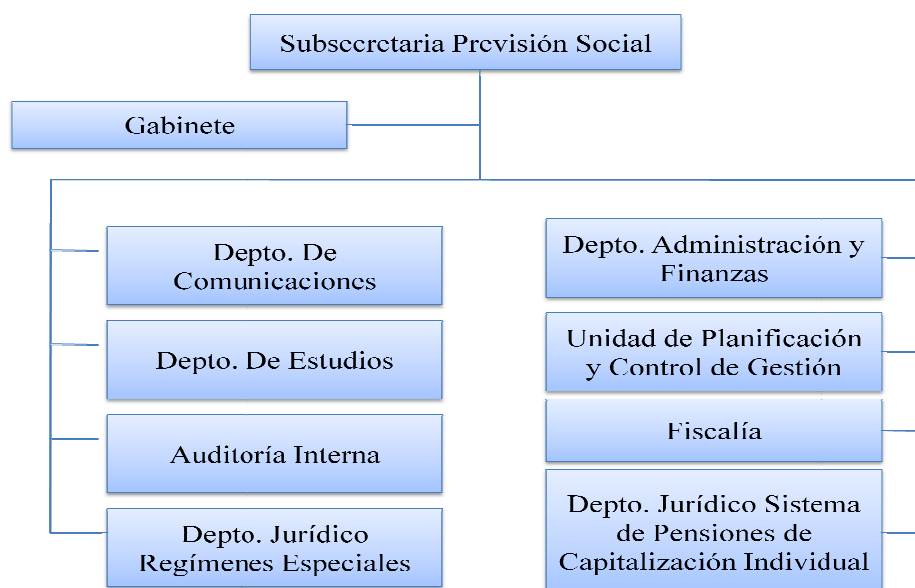 Subsecretaria Previsión Social
Gabinete
Depto. De
Comunicaciones
Depto. De Estudios
Auditoría Interna
Depto. Jurídico
Regímenes Especiales
Depto. Administración y
Finanzas
Unidad de Planificación
y Control de Gestión
Fiscalía
Depto. Jurídico Sistema
de Pensiones de
Capitalización Individual